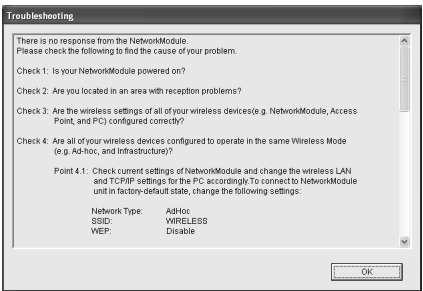 Troubleshooting
There is no response from the NetworkModule.
Please check the following to find the cause of your problem.
Check 1: Is your NetworkModule powered on?
Check 2: Are you located in an area with reception problems?
Check 3: Are the wireless settings of all of your wireless devices(e.g. NetworkModule, Access
Point, and PC) configured correctly?
Check 4: Are all of your wireless devices configured to operate in the same Wireless Mode
(e.g. Ad-hoc, and Infrastructure)?
Point 4.1: Check current settings of NetworkModule and change the wireless LAN
and TCP/IP settings for the PC accordingly.To connect to NetworkModule
unit in factory-default state, change the following settings:
Network Type: AdHoc
SSID: WIRELESS
WEP: Disable
OK